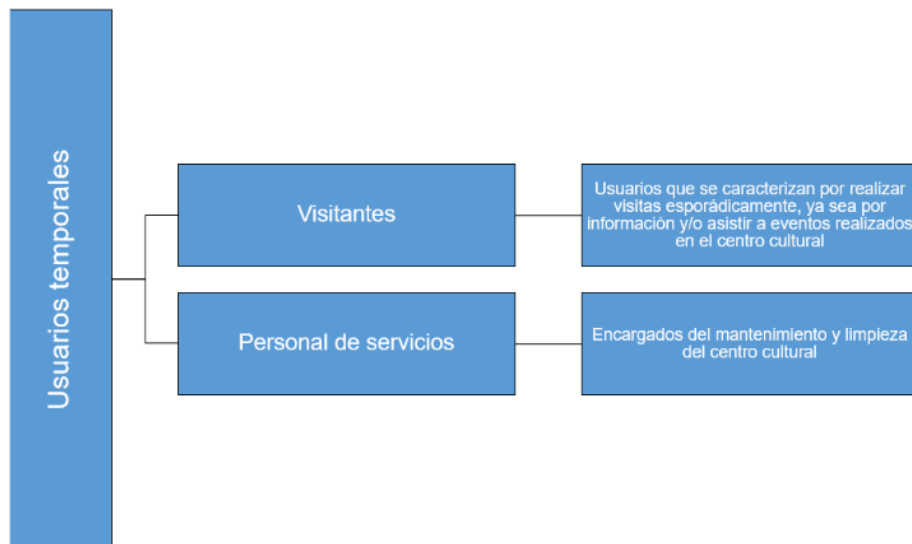 Usuarios temporales
Visitantes
Usuarios que se caracterizan por realizar
visitas esporádicamente, ya sea por
información y/o asistir a eventos realizados
en el centro cultural
Personal de servicios
Encargados del mantenimiento y limpieza
del centro cultural